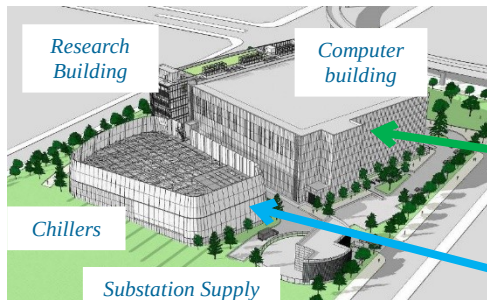 Research
Building
Computer
building
Chillers
Substation Supply